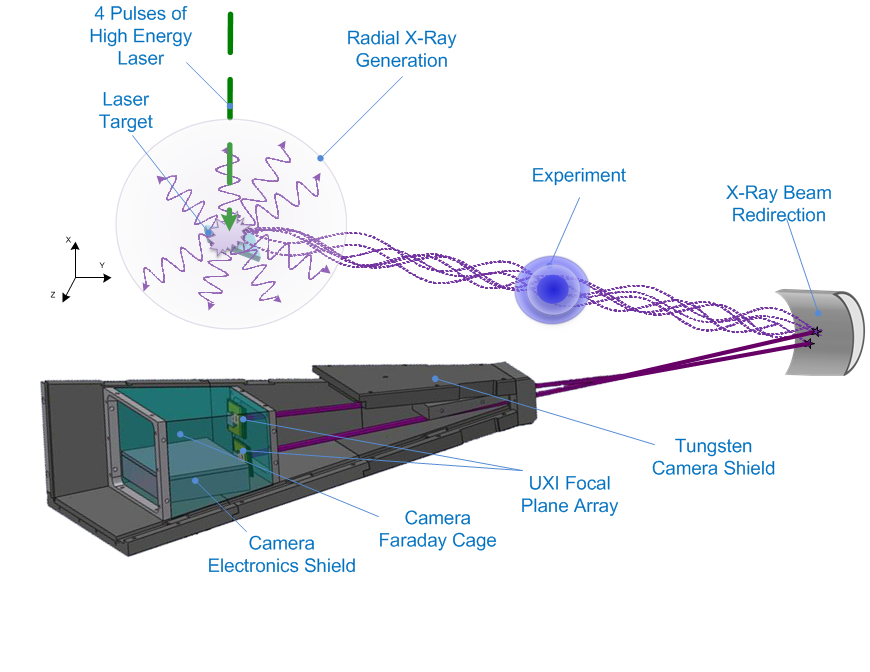 4 Pulses of
High Energy
Laser
Radial X-Ray
Generation
Laser
Target
Experiment
X-Ray Beam
Redirection
X
Y
Z
Tungsten
Camera Shield
UXI Focal
Plane Array
Camera
Faraday Cage
Camera
Electronics Shield